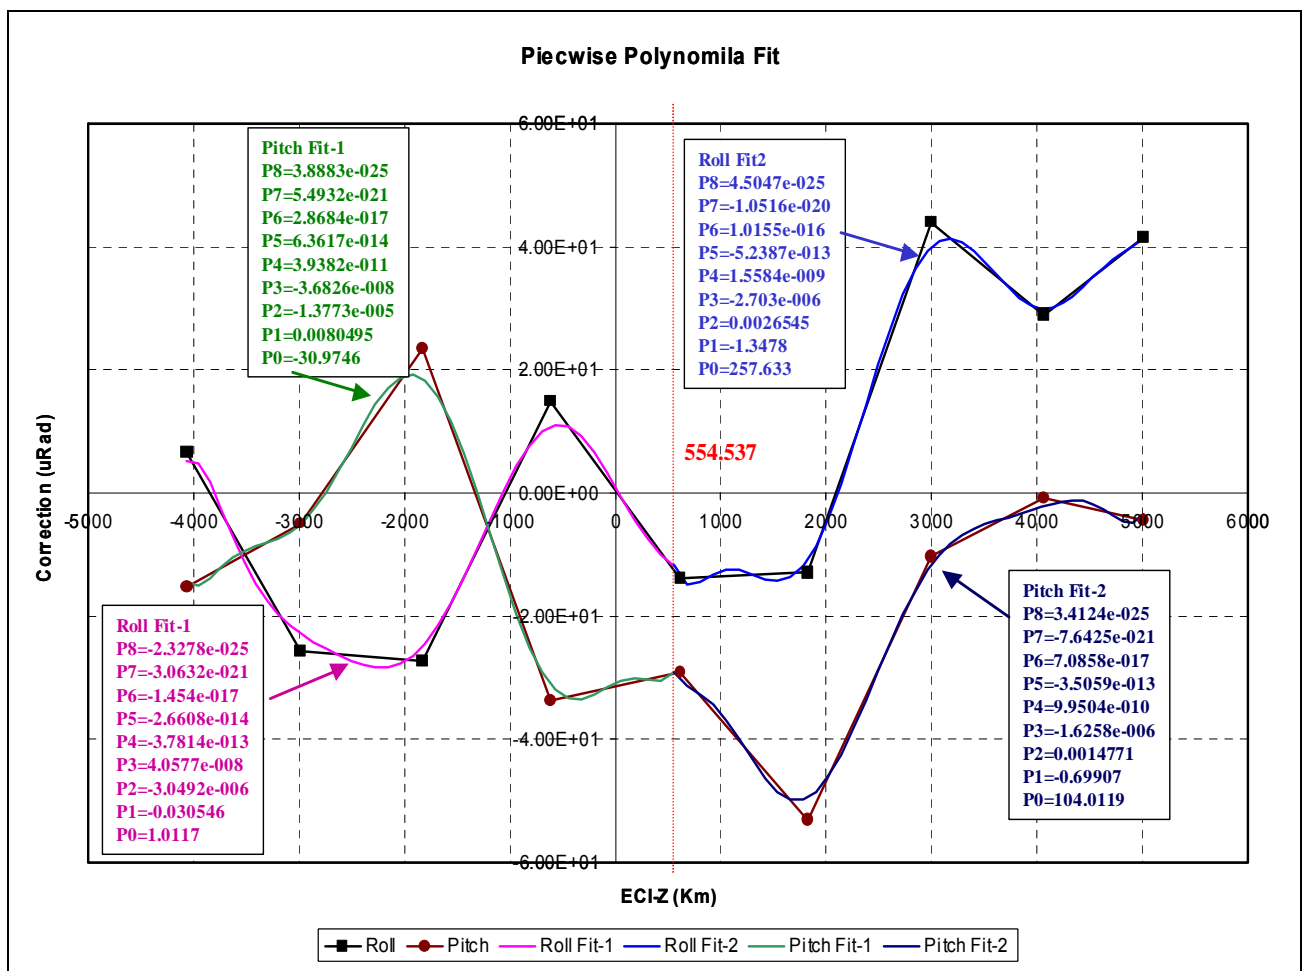 Piecwise Polynomila Fit
6.00E+01
4.00E+01
2.00E+01
0.00E+00
-2.00E+01
-4.00E+01
-6.00E+01
-5000 -4000 -3000 -2000 -1000 0 1000 2000 3000 4000 5000 6000
Correction (uRad)
ECI-Z (Km)
Pitch Fit-1
P8=3.8883e-025
P7=5.4932e-021
P6=2.8684e-017
P5=6.3617e-014
P4=3.9382e-011
P3=-3.6826e-008
P2=-1.3773e-005
P1=0.0080495
P0=-30.9746
Roll Fit2
P8=4.5047e-025
P7=-1.0516e-020
P6=1.0155e-016
P5=-5.2387e-013
P4=1.5584e-009
P3=-2.703e-006
P2=0.0026545
P1=-1.3478
P0=257.633
554.537
Roll Fit-1
P8=-2.3278e-025
P7=-3.0632e-021
P6=-1.454e-017
P5=-2.6608e-014
P4=-3.7814e-013
P3=4.0577e-008
P2=-3.0492e-006
P1=-0.030546
P0=1.0117
Pitch Fit-2
P8=3.4124e-025
P7=-7.6425e-021
P6=7.0858e-017
P5=-3.5059e-013
P4=9.9504e-010
P3=-1.6258e-006
P2=0.0014771
P1=-0.69907
P0=104.0119
Roll Pitch Roll Fit-1 Roll Fit-2 Pitch Fit-1 Pitch Fit-2